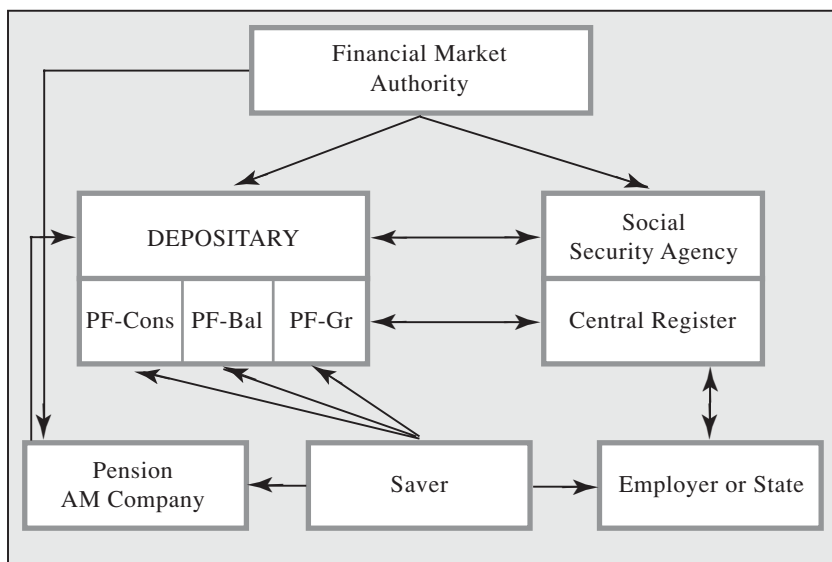 Financial Market
Authority
DEPOSITARY
Social
Security Agency
PF-Cons
PF-Bal
PF-Gr
Central Register
Pension
AM Company
Saver
Employer or State